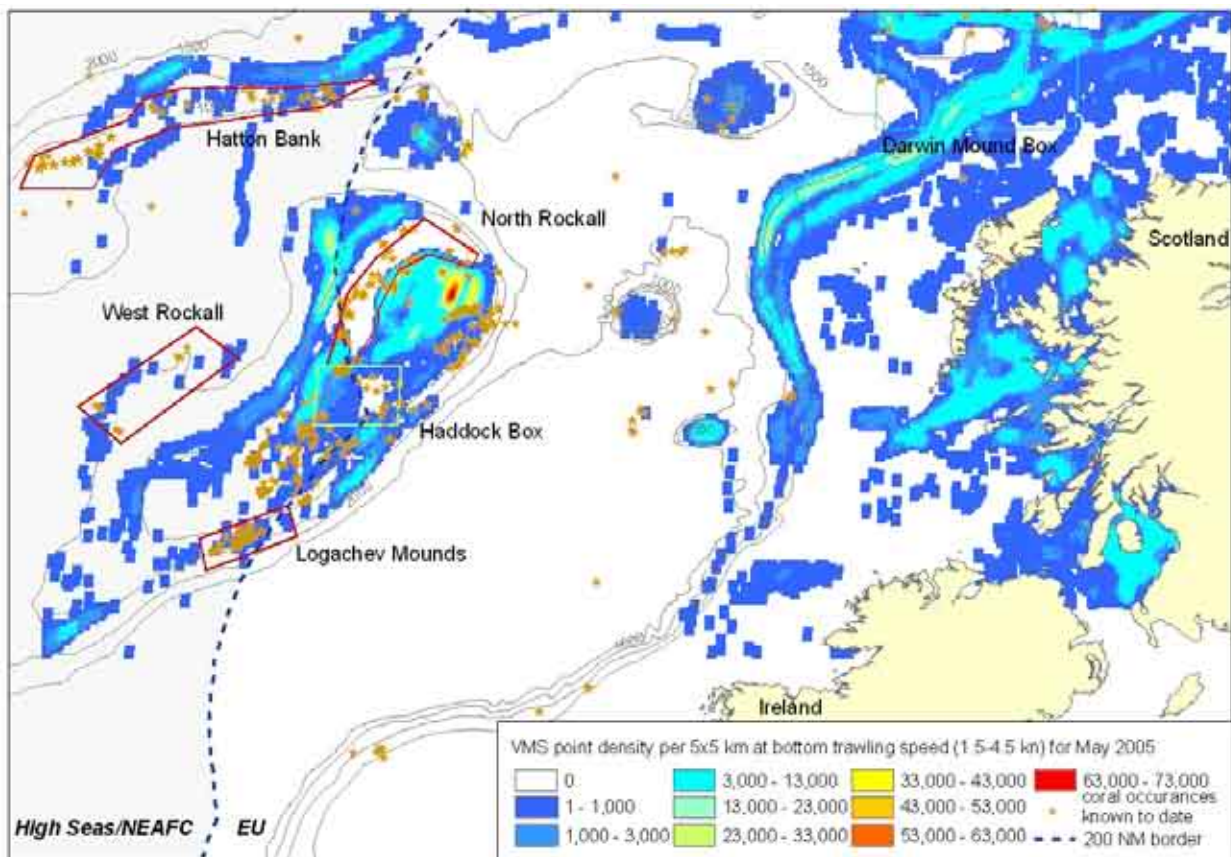 2000
1500
1500
Hatton Bank
Darwin Mound Box
North Rockall
Scotland
West Rockall
Haddock Box
Logachev Mounds
Ireland
VMS point density per 5x5 km at bottom trawling speed (1.5-4.5 kn) for May 2005
0
3,000 - 13,000
33,000 - 43,000
63,000 - 73,000
1 - 1,000
13,000 - 23,000
43,000 - 53,000
coral occurances
known to date
1,000 - 3,000
23,000 - 33,000
53,000 - 63,000
200 NM border
High Seas/NEAFC
EU